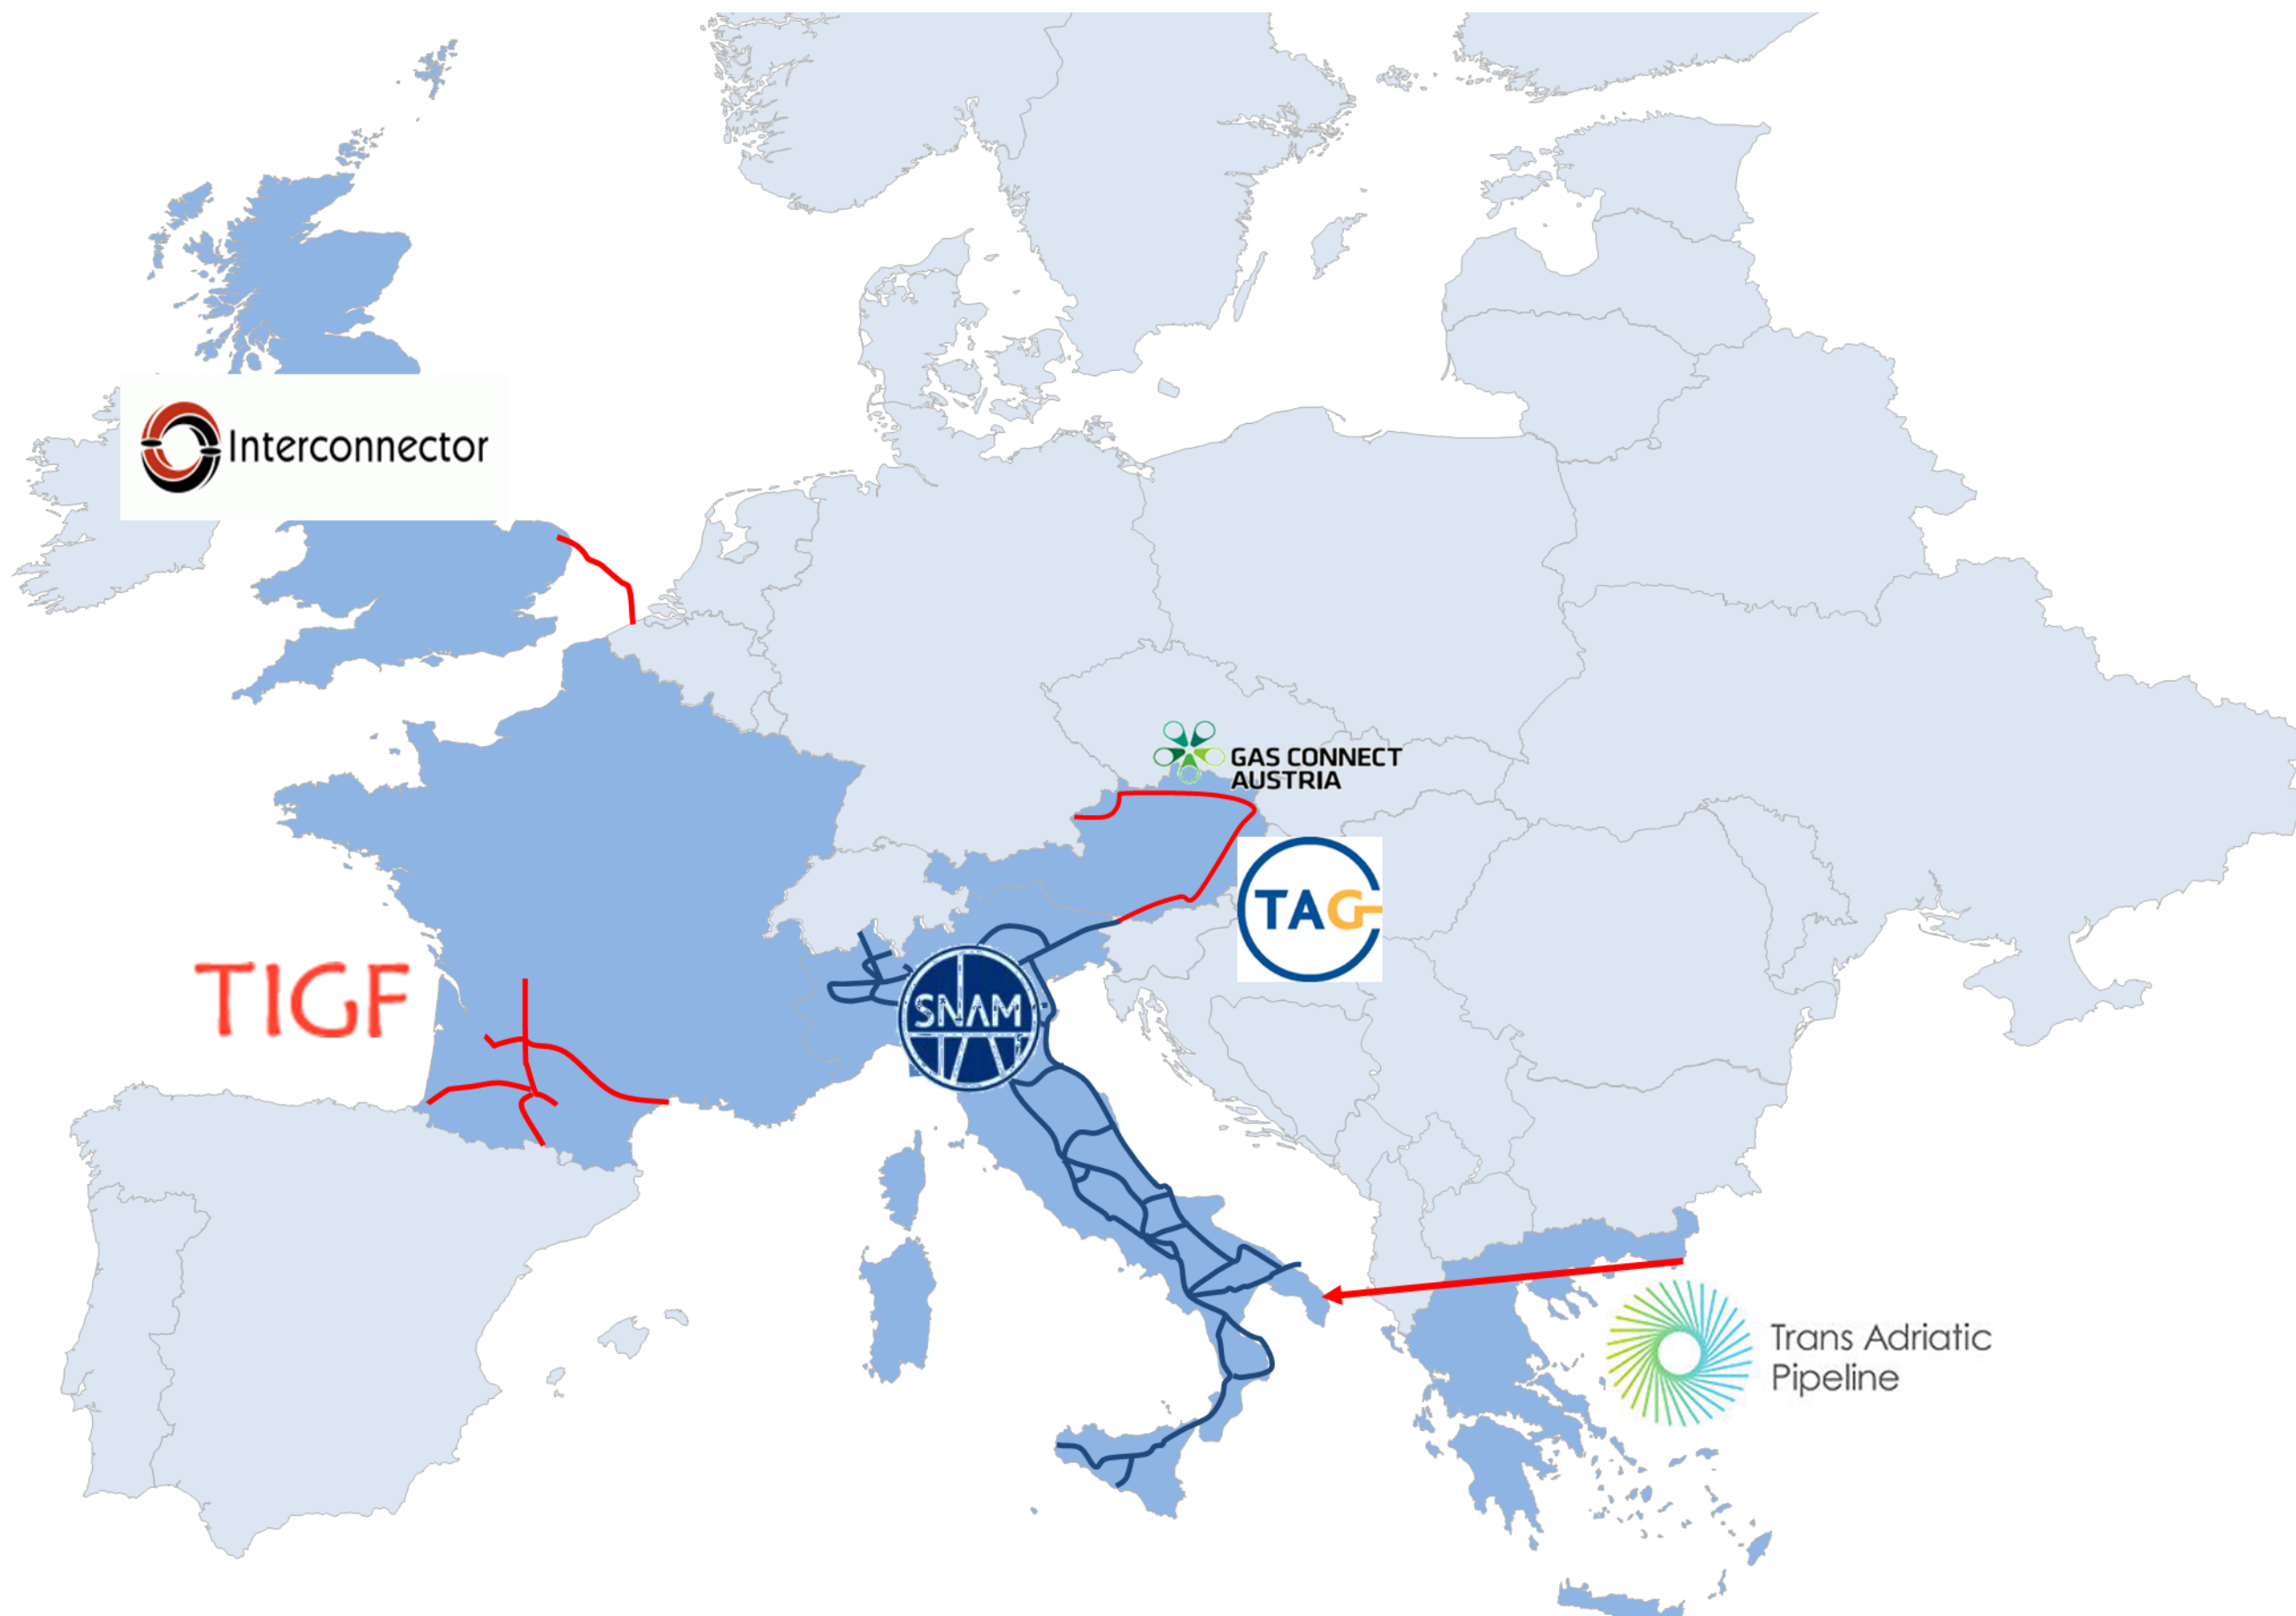 Interconnector
GAS CONNECT
AUSTRIA
TAG
TIGF
SNAM
Trans Adriatic
Pipeline